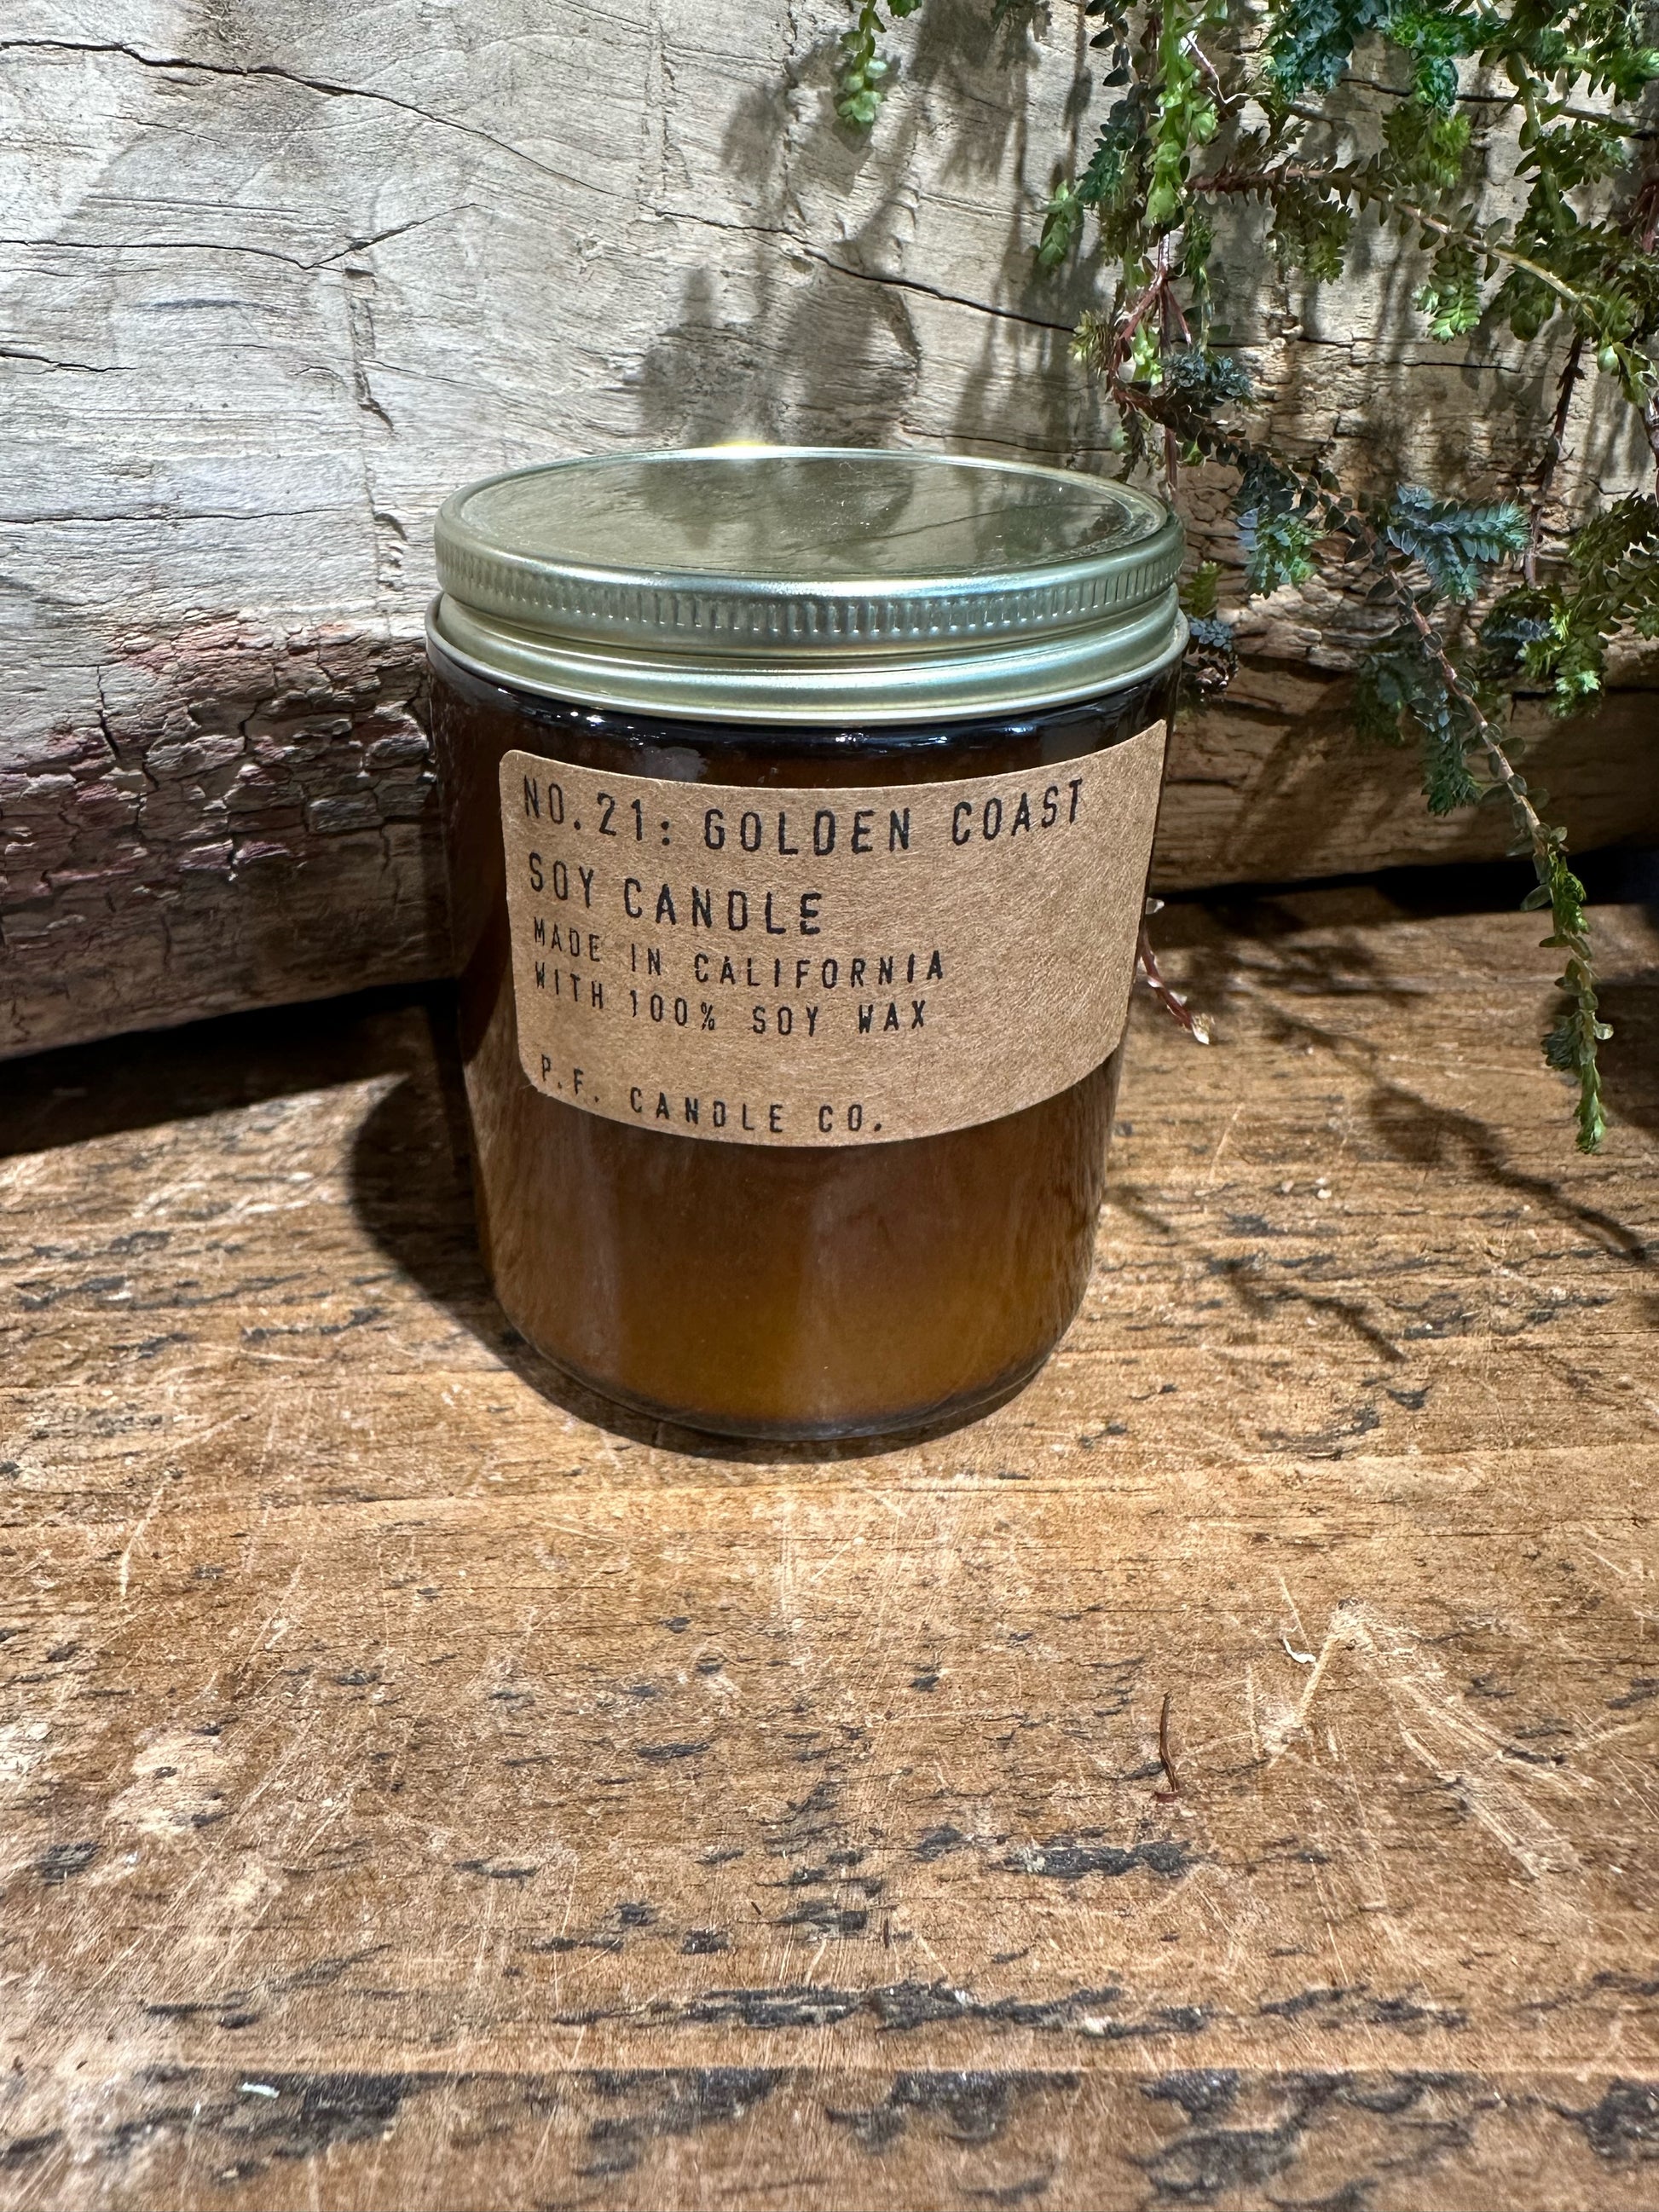 NO.21: GOLDEN COAST
SOY CANDLE
MADE IN CALIFORNIA
WITH 100% SOY WAX
P.F. CANDLE CO.